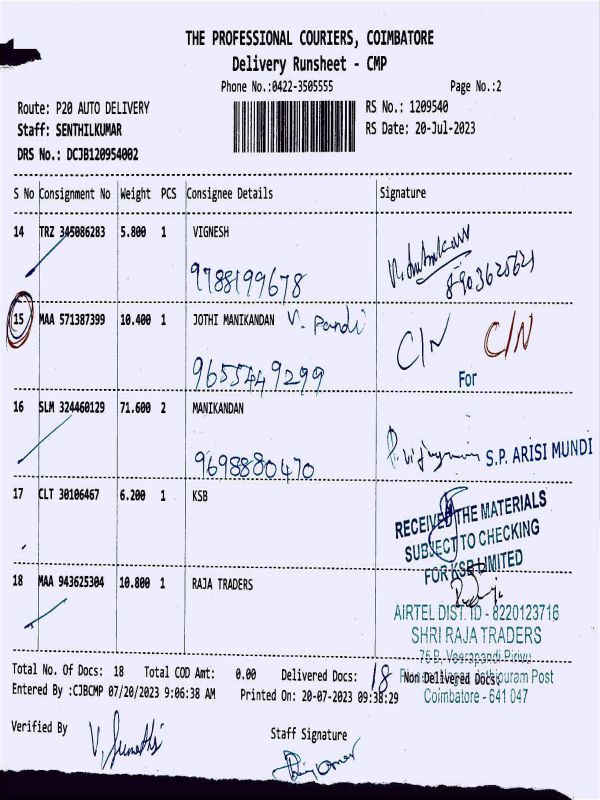 THE PROFESSIONAL COURIERS, COIMBATORE
Delivery Runsheet - CMP
Phone No.:0422-3505555 Page No.:2
Route: P20 AUTO DELIVERY RS No.: 1209540
Staff: SENTHILKUMAR RS Date: 20-Jul-2023
DRS No.: DCJB120954002
S No Consignment No Weight PCS Consignee Details Signature
14 TRZ 345086283 5.800 1 VIGNESH
9788199678 8903625621
15 MAA 571387399 10.400 1 JOTHI MANIKANDAN V. Pandi C/N C/N
9655449299 For
16 SLM 324460129 71.600 2 MANIKANDAN
S.P. ARISI MUNDI
9698880470
17 CLT 30106467 6.200 1 KSB
RECEIVED THE MATERIALS
SUBJECT TO CHECKING
FOR KSB LIMITED
18 MAA 943625304 10.800 1 RAJA TRADERS
AIRTEL DIST. ID - 8220123716
SHRI RAJA TRADERS
76 B, Veerapandi Pirivu
Total No. Of Docs: 18 Total COD Amt: 0.00 Delivered Docs: 18 Non Delivered Docs:
Post
Entered By :CJBCMP 07/20/2023 9:06:38 AM Printed On: 20-07-2023 09:38:29
Coimbatore - 641 047
Verified By Staff Signature